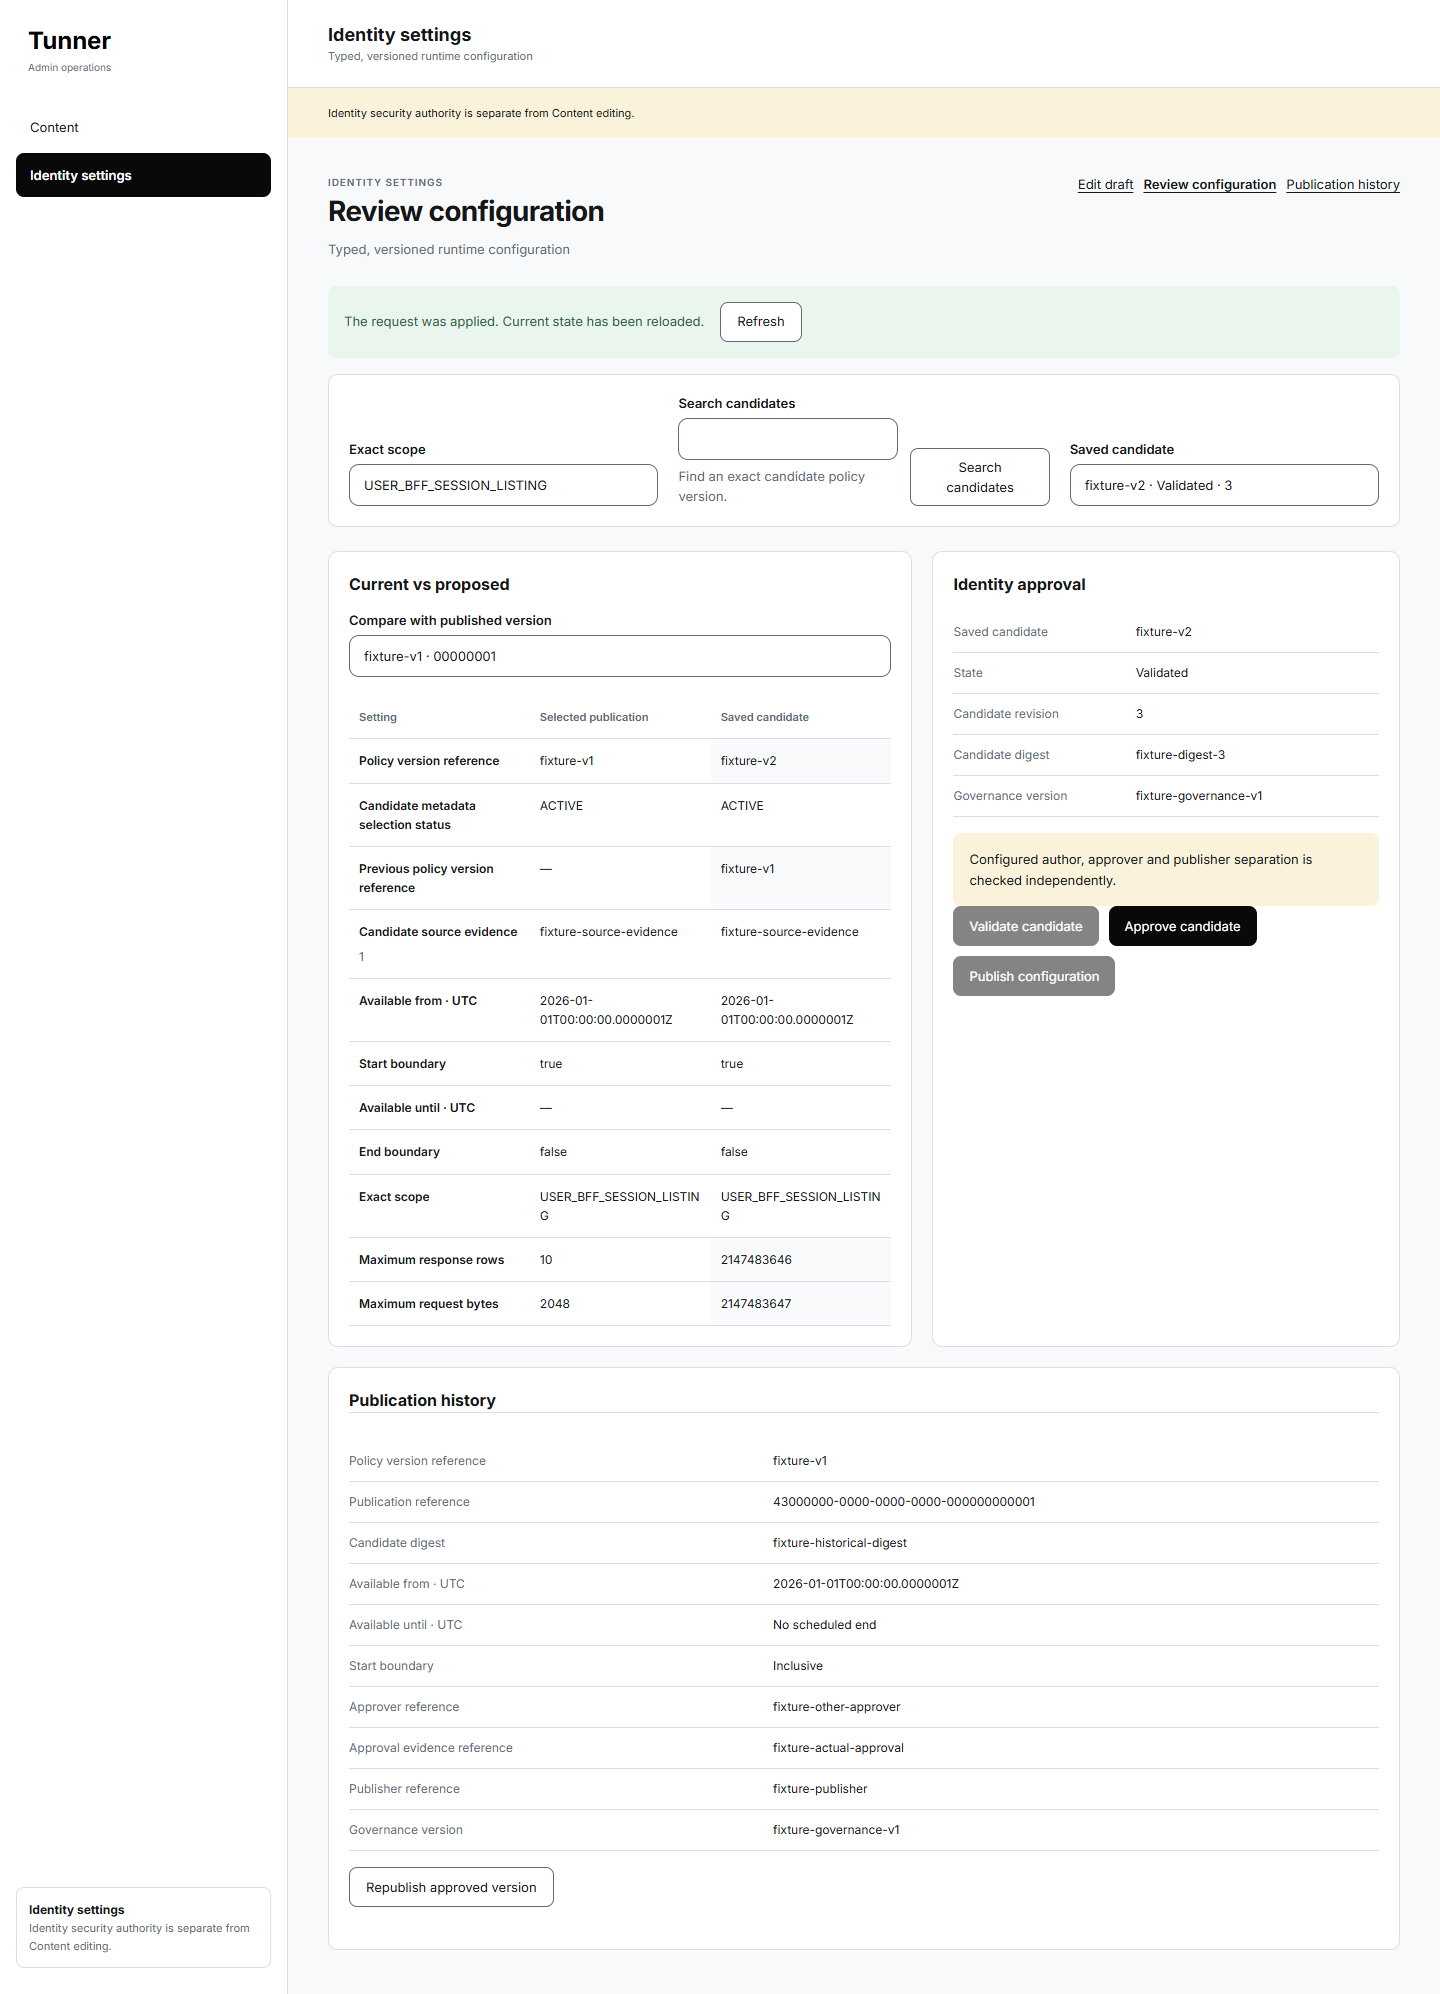 Tunner
Admin operations
Content
Identity settings
Identity settings
Identity security authority is separate from
Content editing.
Identity settings
Typed, versioned runtime configuration
Identity security authority is separate from Content editing.
IDENTITY SETTINGS
Review configuration
Typed, versioned runtime configuration
Edit draft Review configuration Publication history
The request was applied. Current state has been reloaded. Refresh
Exact scope
USER_BFF_SESSION_LISTING
Search candidates
Find an exact candidate policy
version.
Search
candidates
Saved candidate
fixture-v2 · Validated · 3
Current vs proposed
Compare with published version
fixture-v1 · 00000001
Setting Selected publication Saved candidate
Policy version reference fixture-v1 fixture-v2
Candidate metadata ACTIVE ACTIVE
selection status
Previous policy version — fixture-v1
reference
Candidate source evidence fixture-source-evidence fixture-source-evidence
1
Available from · UTC 2026-01- 2026-01-
01T00:00:00.0000001Z 01T00:00:00.0000001Z
Start boundary true true
Available until · UTC — —
End boundary false false
Exact scope USER_BFF_SESSION_LISTIN USER_BFF_SESSION_LISTIN
G G
Maximum response rows 10 2147483646
Maximum request bytes 2048 2147483647
Identity approval
Saved candidate fixture-v2
State Validated
Candidate revision 3
Candidate digest fixture-digest-3
Governance version fixture-governance-v1
Configured author, approver and publisher separation is
checked independently.
Validate candidate Approve candidate
Publish configuration
Publication history
Policy version reference fixture-v1
Publication reference 43000000-0000-0000-0000-000000000001
Candidate digest fixture-historical-digest
Available from · UTC 2026-01-01T00:00:00.0000001Z
Available until · UTC No scheduled end
Start boundary Inclusive
Approver reference fixture-other-approver
Approval evidence reference fixture-actual-approval
Publisher reference fixture-publisher
Governance version fixture-governance-v1
Republish approved version